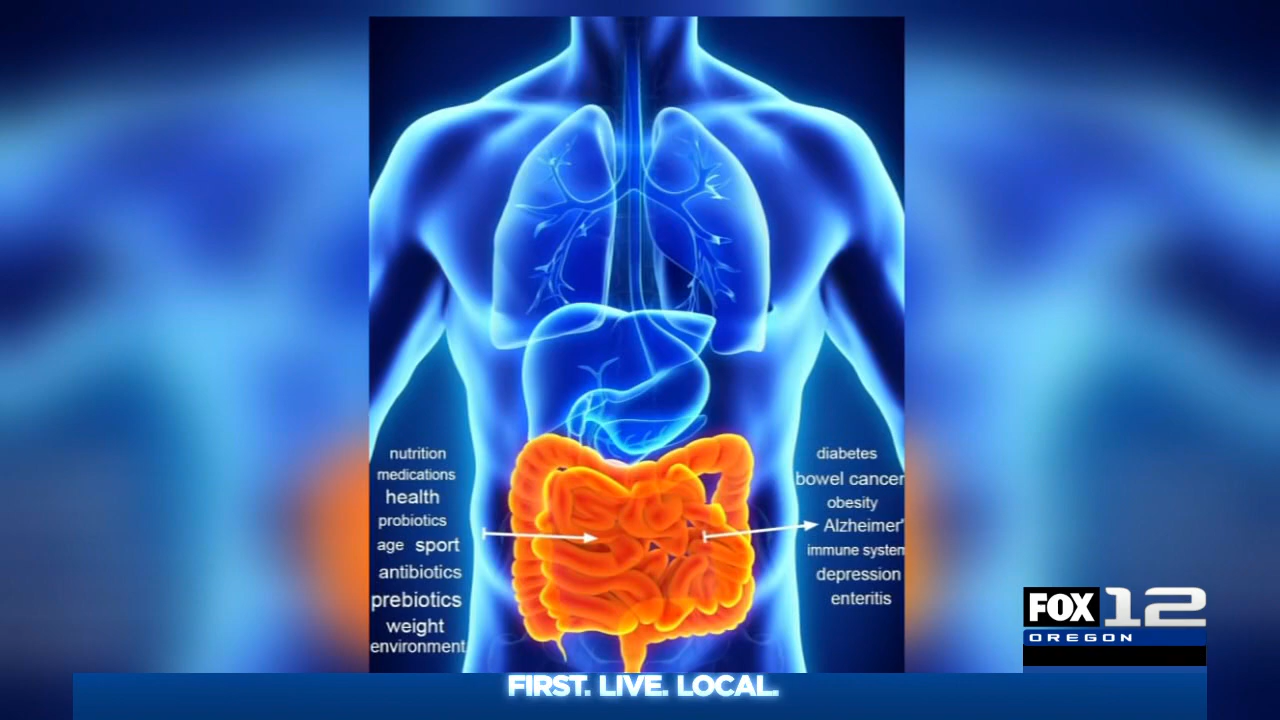 nutrition
medications
health
probiotics
age sport
antibiotics
prebiotics
weight
environment
diabetes
bowel cancer
obesity
Alzheimer'
immune system
depression
enteritis
FOX 12
OREGON
FIRST. LIVE. LOCAL.